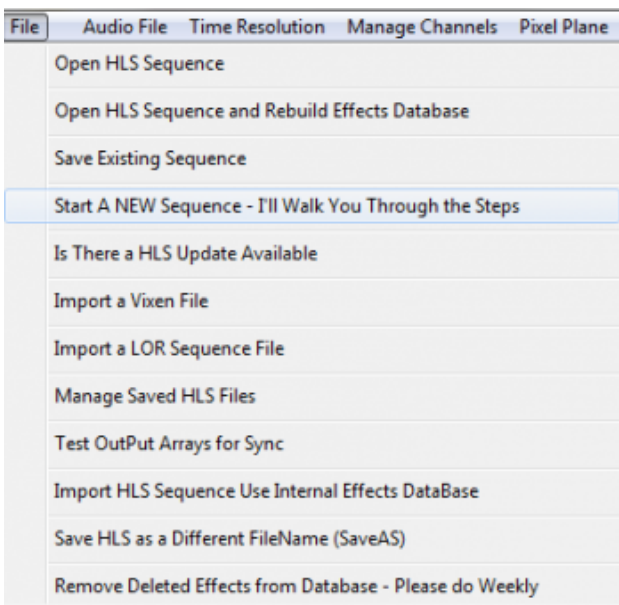 File Audio File Time Resolution Manage Channels Pixel Plane
Open HLS Sequence
Open HLS Sequence and Rebuild Effects Database
Save Existing Sequence
Start A NEW Sequence - I'll Walk You Through the Steps
Is There a HLS Update Available
Import a Vixen File
Import a LOR Sequence File
Manage Saved HLS Files
Test OutPut Arrays for Sync
Import HLS Sequence Use Internal Effects DataBase
Save HLS as a Different FileName (SaveAS)
Remove Deleted Effects from Database - Please do Weekly